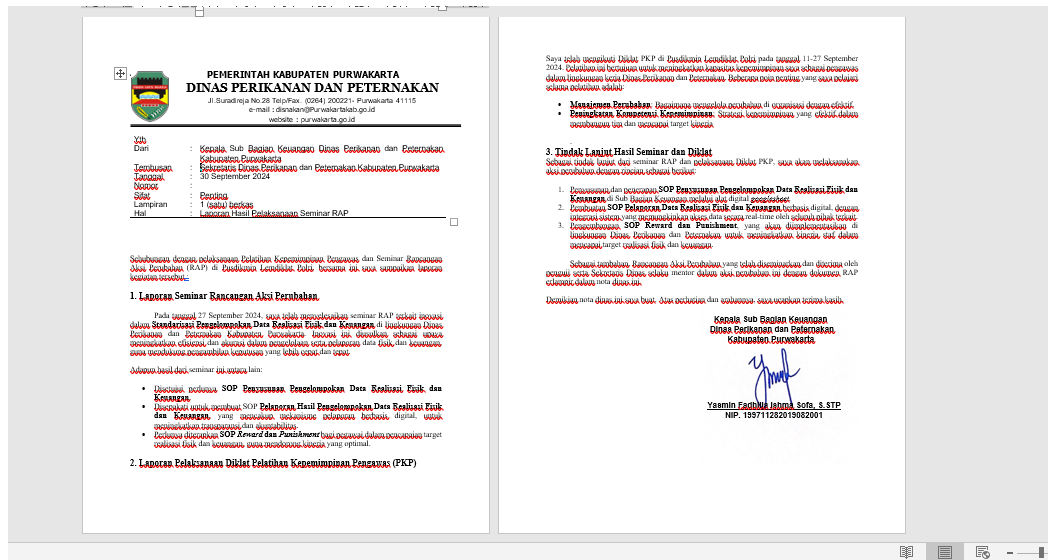 PEMERINTAH KABUPATEN PURWAKARTA
DINAS PERIKANAN DAN PETERNAKAN
Jl.Suradireja No.28 Telp/Fax. (0264) 200221- Purwakarta 41115
e-mail : disnakan@Purwakartakab.go.id
website : purwakarta.go.id
Yth
Dari : Kepala Sub Bagian Keuangan Dinas Perikanan dan Peternakan
Kabupaten Purwakarta
Tembusan : Sekretaris Dinas Perikanan dan Peternakan Kabupaten Purwakarta
Tanggal : 30 September 2024
Nomor :
Sifat : Penting
Lampiran : 1 (satu) berkas
Hal : Laporan Hasil Pelaksanaan Seminar RAP
Sehubungan dengan pelaksanaan Pelatihan Kepemimpinan Pengawas dan Seminar Rancangan
Aksi Perubahan (RAP) di Pusdikmin Lemdiklat Polri, bersama ini saya sampaikan laporan
kegiatan tersebut :
1. Laporan Seminar Rancangan Aksi Perubahan
Pada tanggal 27 September 2024, saya telah menyelesaikan seminar RAP terkait inovasi
dalam Standarisasi Pengelompokan Data Realisasi Fisik dan Keuangan di lingkungan Dinas
Perikanan dan Peternakan Kabupaten Purwakarta. Inovasi ini diusulkan sebagai untuk
meningkatkan efisiensi dan akurasi dalam pengelolaan serta pelaporan data fisik dan keuangan,
guna mendukung pengambilan keputusan yang lebih cepat dan tepat.
Adapun hasil dari seminar ini antara lain:
• Disetujui perlunya SOP Penyusunan Pengelompokan Data Realisasi Fisik dan
Keuangan.
• Disepakati untuk membuat SOP Pelaporan Hasil Pengelompokan Data Realisasi Fisik
dan Keuangan, yang mencakup mekanisme pelaporan berbasis digital, untuk
meningkatkan transparansi dan akuntabilitas.
• Perlunya diterapkan SOP Reward dan Punishment bagi pegawai dalam pencapaian target
realisasi fisik dan keuangan, guna mendorong kinerja yang optimal.
2. Laporan Pelaksanaan Diklat Pelatihan Kepemimpinan Pengawas (PKP)
Saya telah mengikuti Diklat PKP di Pusdikmin Lemdiklat Polri pada tanggal 11-27 September
2024. Pelatihan ini bertujuan untuk meningkatkan kapasitas kepemimpinan saya sebagai pengawas
dalam lingkungan kerja Dinas Perikanan dan Peternakan. Beberapa poin penting yang saya pelajari
selama pelatihan adalah:
• Manajemen Perubahan: Bagaimana mengelola perubahan di organisasi dengan efektif.
• Peningkatan Kompetensi Kepemimpinan: Strategi kepemimpinan yang efektif dalam
membangun tim dan mencapai target kinerja.
3. Tindak Lanjut Hasil Seminar dan Diklat
Sebagai tindak lanjut dari seminar RAP dan pelaksanaan Diklat PKP, saya akan melaksanakan
aksi perubahan dengan rincian sebagai berikut:
1. Penyusunan dan penerapan SOP Penyusunan Pengelompokan Data Realisasi Fisik dan
Keuangan di Sub Bagian Keuangan melalui alat digital googlesheet.
2. Pembuatan SOP Pelaporan Data Realisasi Fisik dan Keuangan berbasis digital, dengan
integrasi sistem yang memungkinkan akses data secara real-time oleh seluruh pihak terkait.
3. Pengembangan SOP Reward dan Punishment, yang akan diimplementasikan di
lingkungan Dinas Perikanan dan Peternakan untuk meningkatkan kinerja staf dalam
mencapai target realisasi fisik dan keuangan.
Sebagai tambahan, Rancangan Aksi Perubahan yang telah diseminarkan dan diterima oleh
penguji serta Sekretaris Dinas selaku mentor dalam aksi perubahan ini dengan dokumen RAP
terlampir dalam nota dinas ini.
Demikian nota dinas ini saya buat. Atas perhatian dan arahannya, saya ucapkan terima kasih.
Kepala Sub Bagian Keuangan
Dinas Perikanan dan Peternakan
Kabupaten Purwakarta
Yasmin Fadhilla Ishma Sofa, S.STP
NIP. 199711282019082001